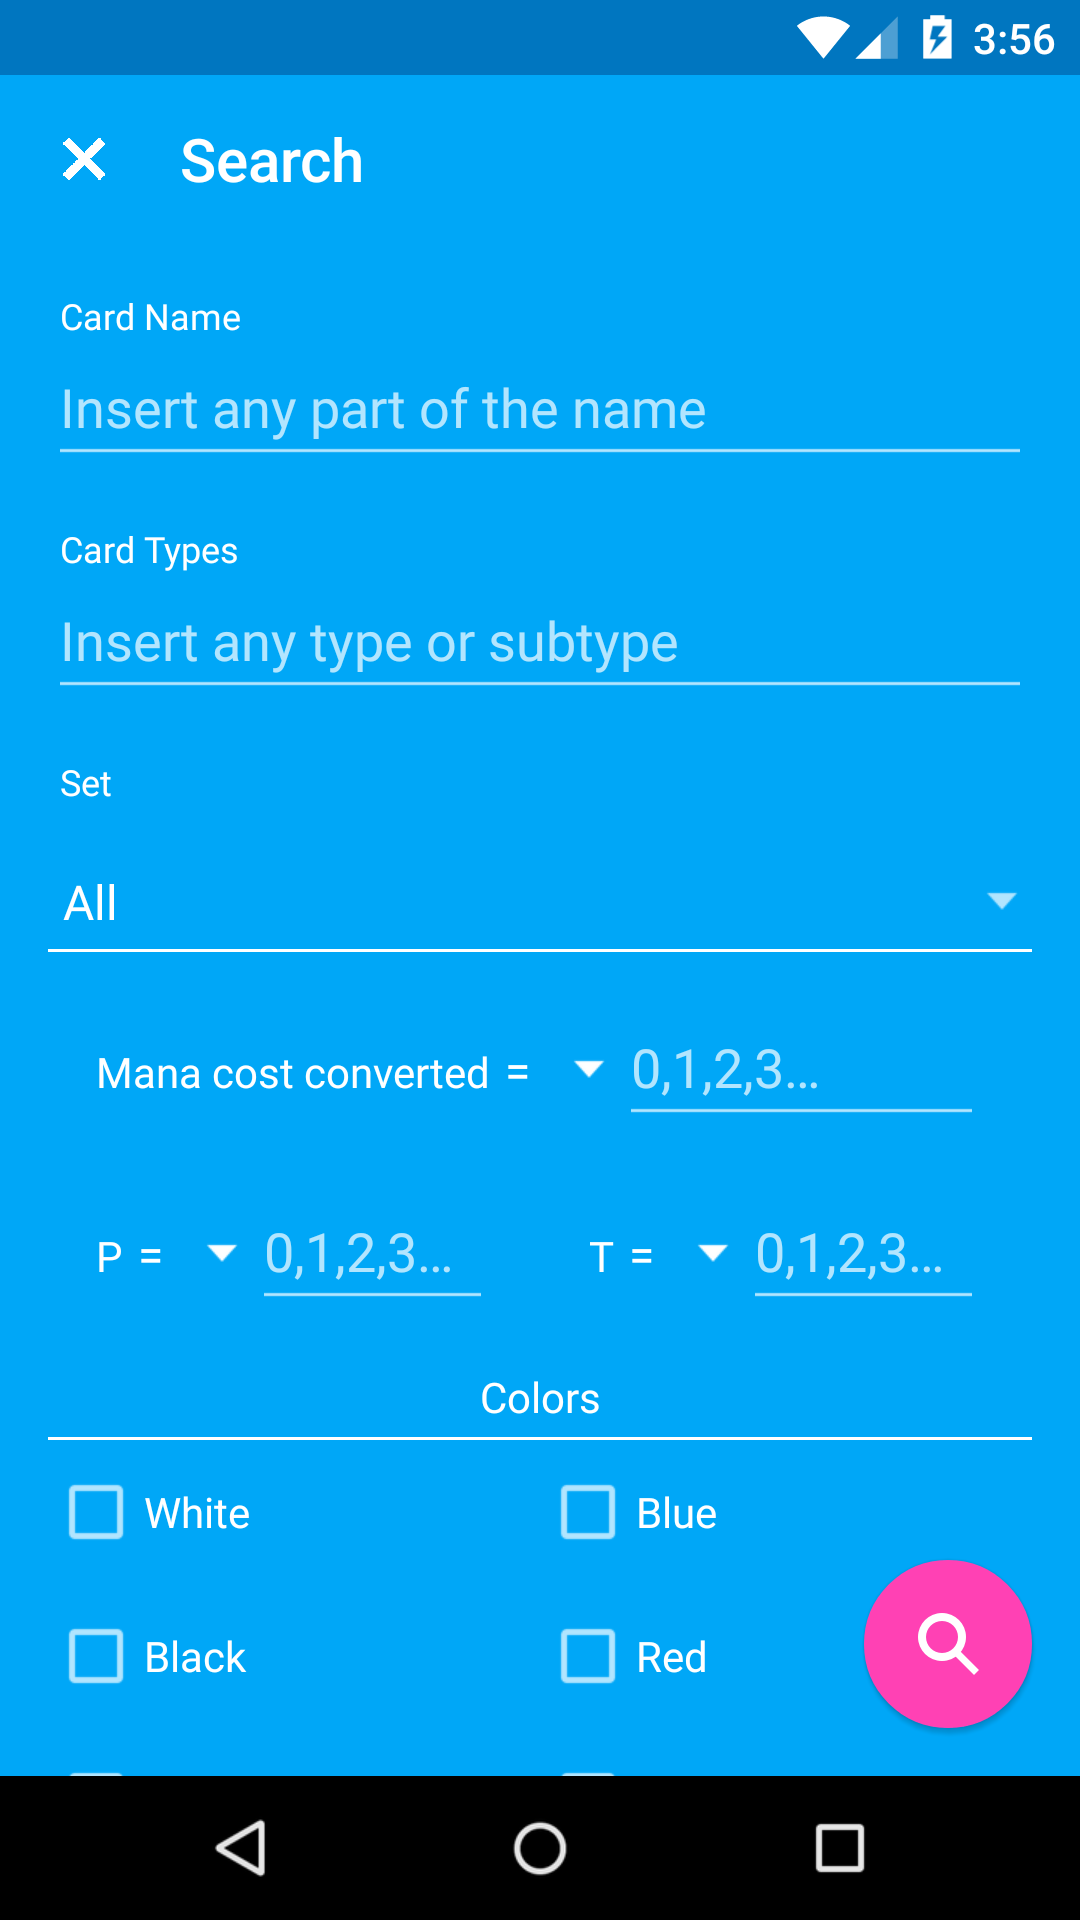 3:56
Search
Card Name
Insert any part of the name
Card Types
Insert any type or subtype
Set
All
Mana cost converted = 0,1,2,3...
P = 0,1,2,3... T = 0,1,2,3...
Colors
White Blue
Black Red